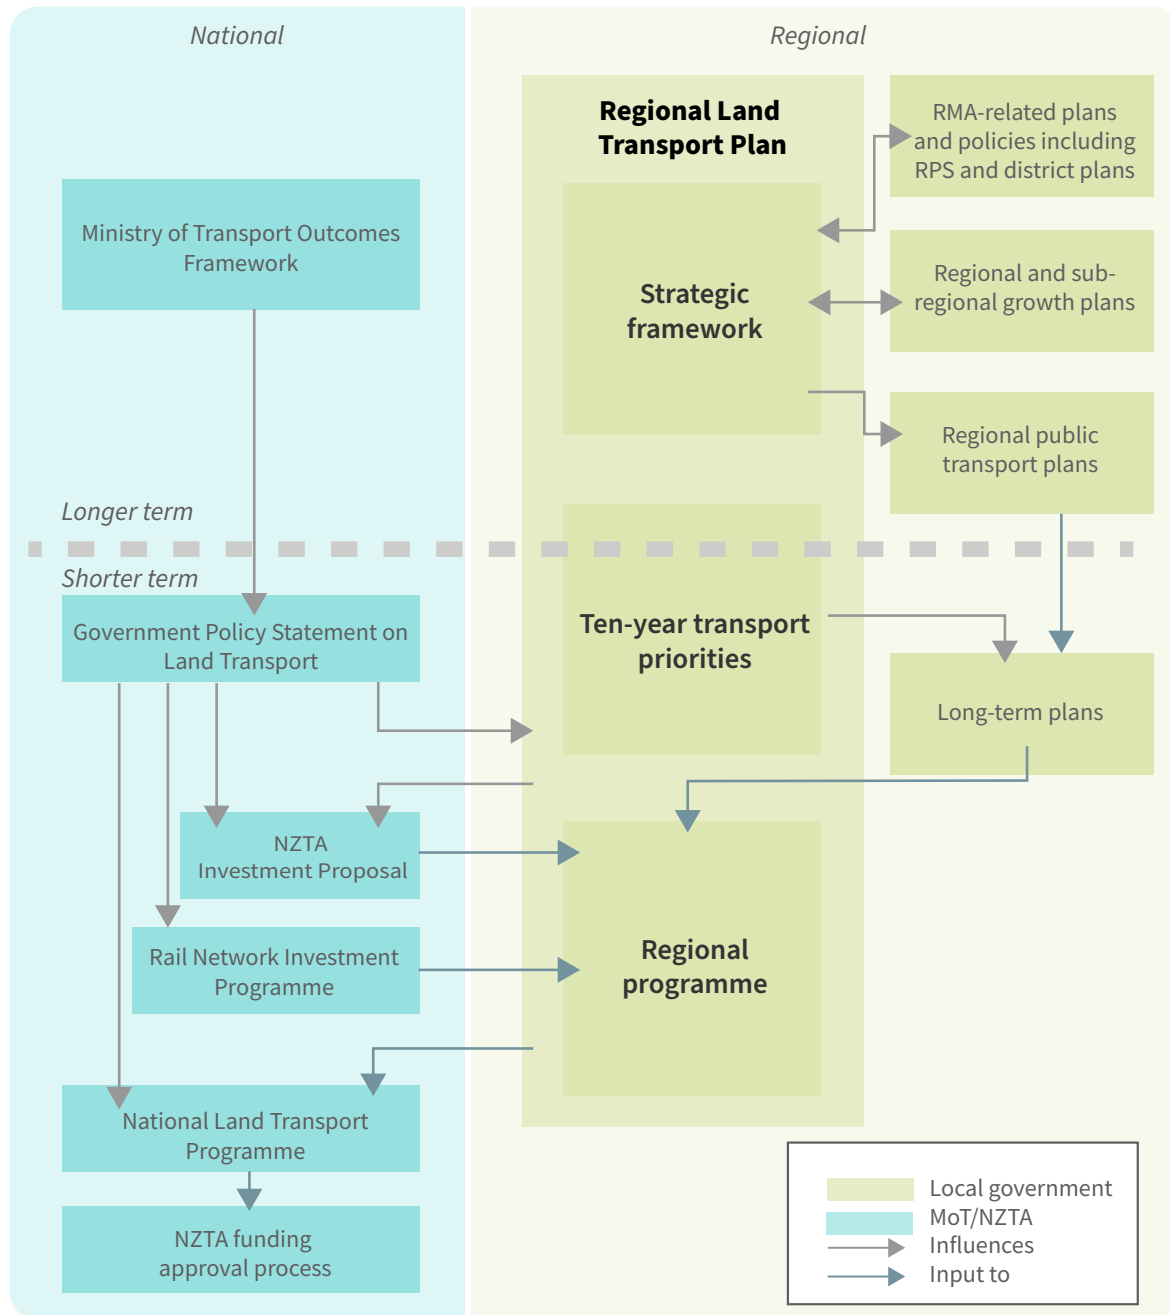 National
Regional
Regional Land
Transport Plan
RMA-related plans
and policies including
RPS and district plans
Ministry of Transport Outcomes
Framework
Strategic
framework
Regional and sub-
regional growth plans
Regional public
transport plans
Longer term
Shorter term
Government Policy Statement on
Land Transport
Ten-year transport
priorities
Long-term plans
NZTA
Investment Proposal
Rail Network Investment
Programme
Regional
programme
National Land Transport
Programme
NZTA funding
approval process
Local government
MoT/NZTA
Influences
Input to